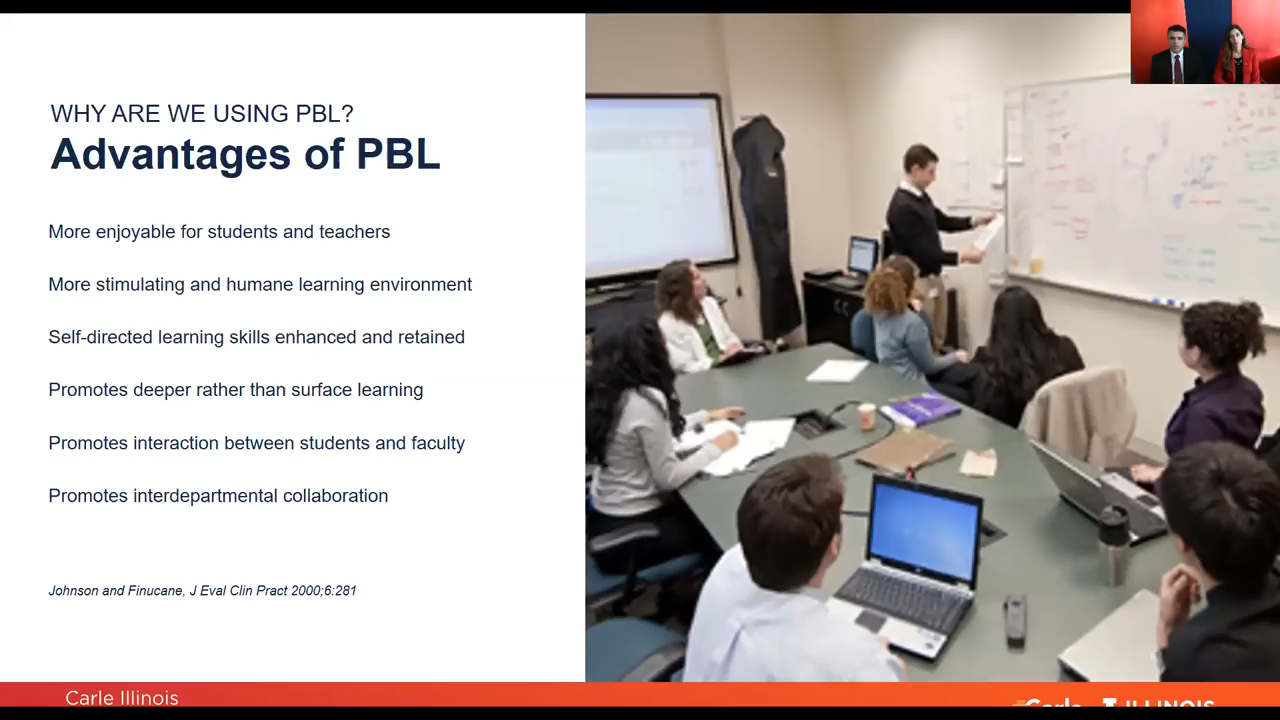 WHY ARE WE USING PBL?
Advantages of PBL
More enjoyable for students and teachers
More stimulating and humane learning environment
Self-directed learning skills enhanced and retained
Promotes deeper rather than surface learning
Promotes interaction between students and faculty
Promotes interdepartmental collaboration
Johnson and Finucane, J Eval Clin Pract 2000;6:281
Carle Illinois
Carle ILLINOIS